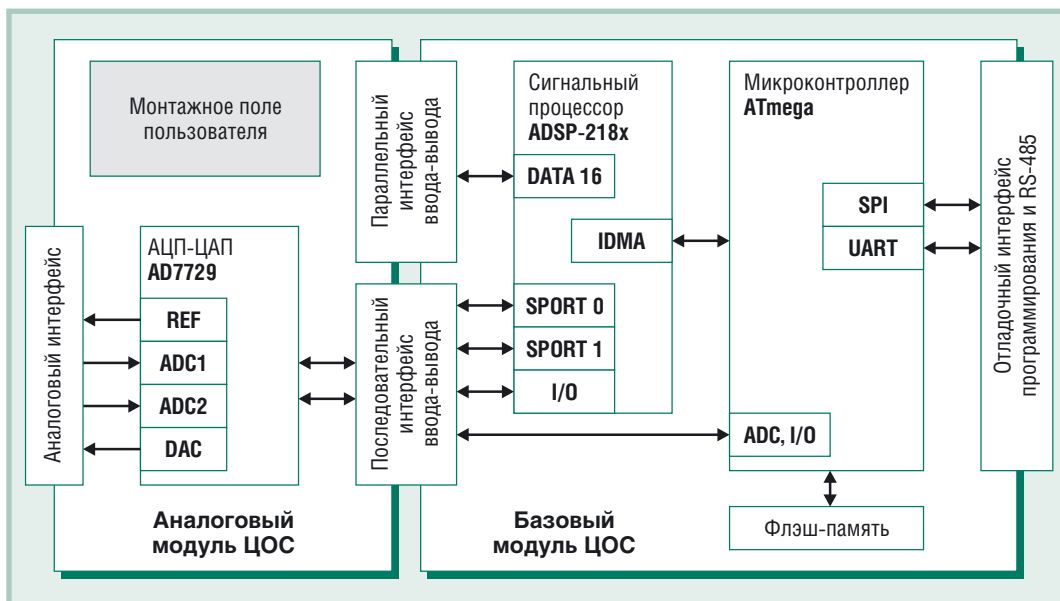 Монтажное поле
пользователя
Аналоговый интерфейс
АЦП-ЦАП
AD7729
REF
ADC1
ADC2
DAC
Аналоговый
модуль ЦОС
Параллельный
интерфейс
ввода-вывода
Последовательный
интерфейс
ввода-вывода
Сигнальный
процессор
ADSP-218x
DATA 16
IDMA
SPORT 0
SPORT 1
I/O
Базовый
модуль ЦОС
Микроконтроллер
ATmega
SPI
UART
ADC, I/O
Флэш-память
Отладочный интерфейс
программирования и RS-485